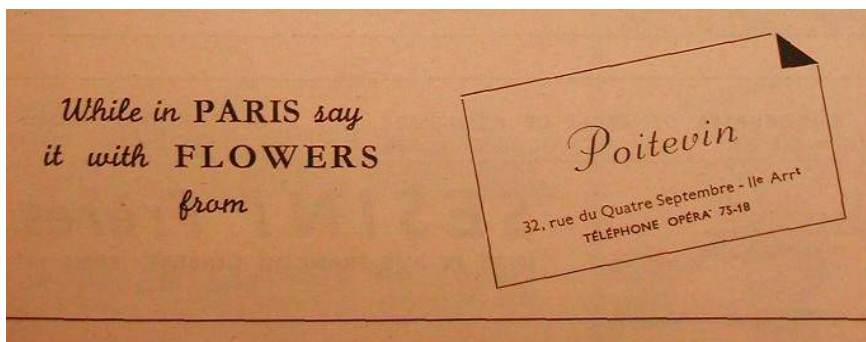 While in PARIS say
it with FLOWERS
from
Poitevin
32, rue du Quatre Septembre - IIe Arrt
TÉLÉPHONE OPÉRA 75-18